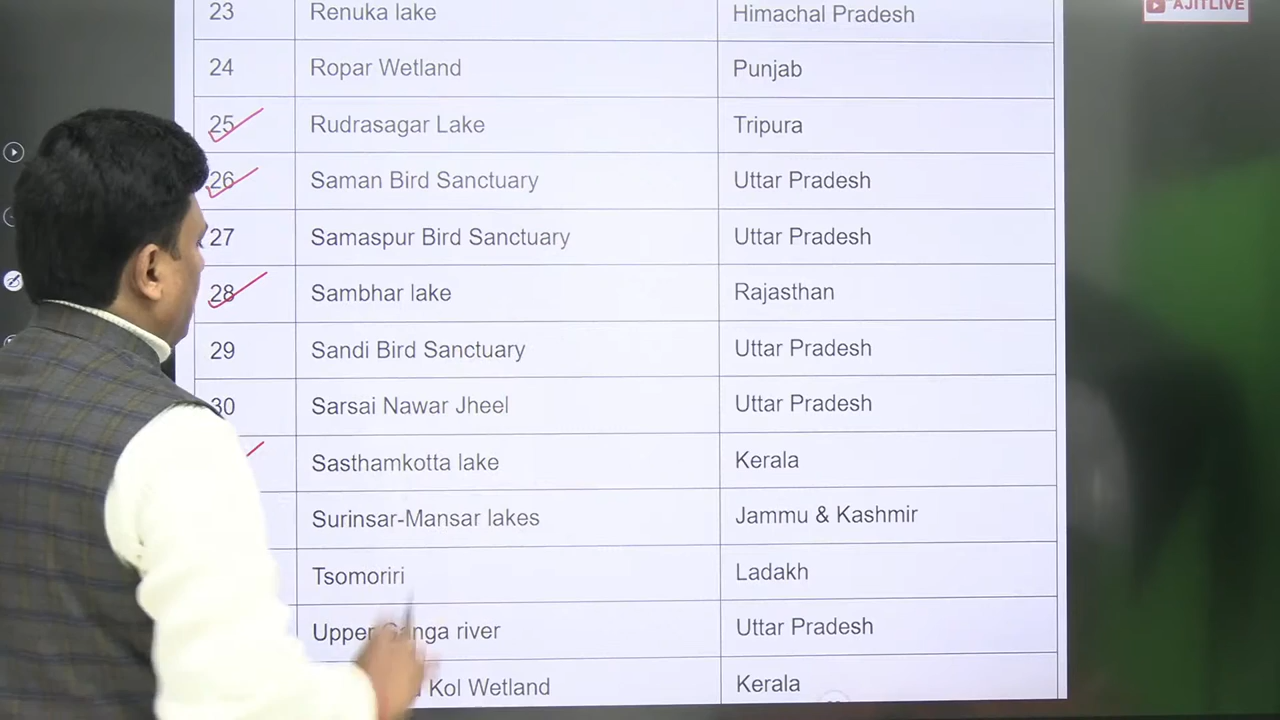 AJITLIVE
23 Renuka lake Himachal Pradesh
24 Ropar Wetland Punjab
25 Rudrasagar Lake Tripura
26 Saman Bird Sanctuary Uttar Pradesh
27 Samaspur Bird Sanctuary Uttar Pradesh
28 Sambhar lake Rajasthan
29 Sandi Bird Sanctuary Uttar Pradesh
30 Sarsai Nawar Jheel Uttar Pradesh
Sasthamkotta lake Kerala
Surinsar-Mansar lakes Jammu & Kashmir
Tsomoriri Ladakh
Upper Ganga river Uttar Pradesh
Kol Wetland Kerala